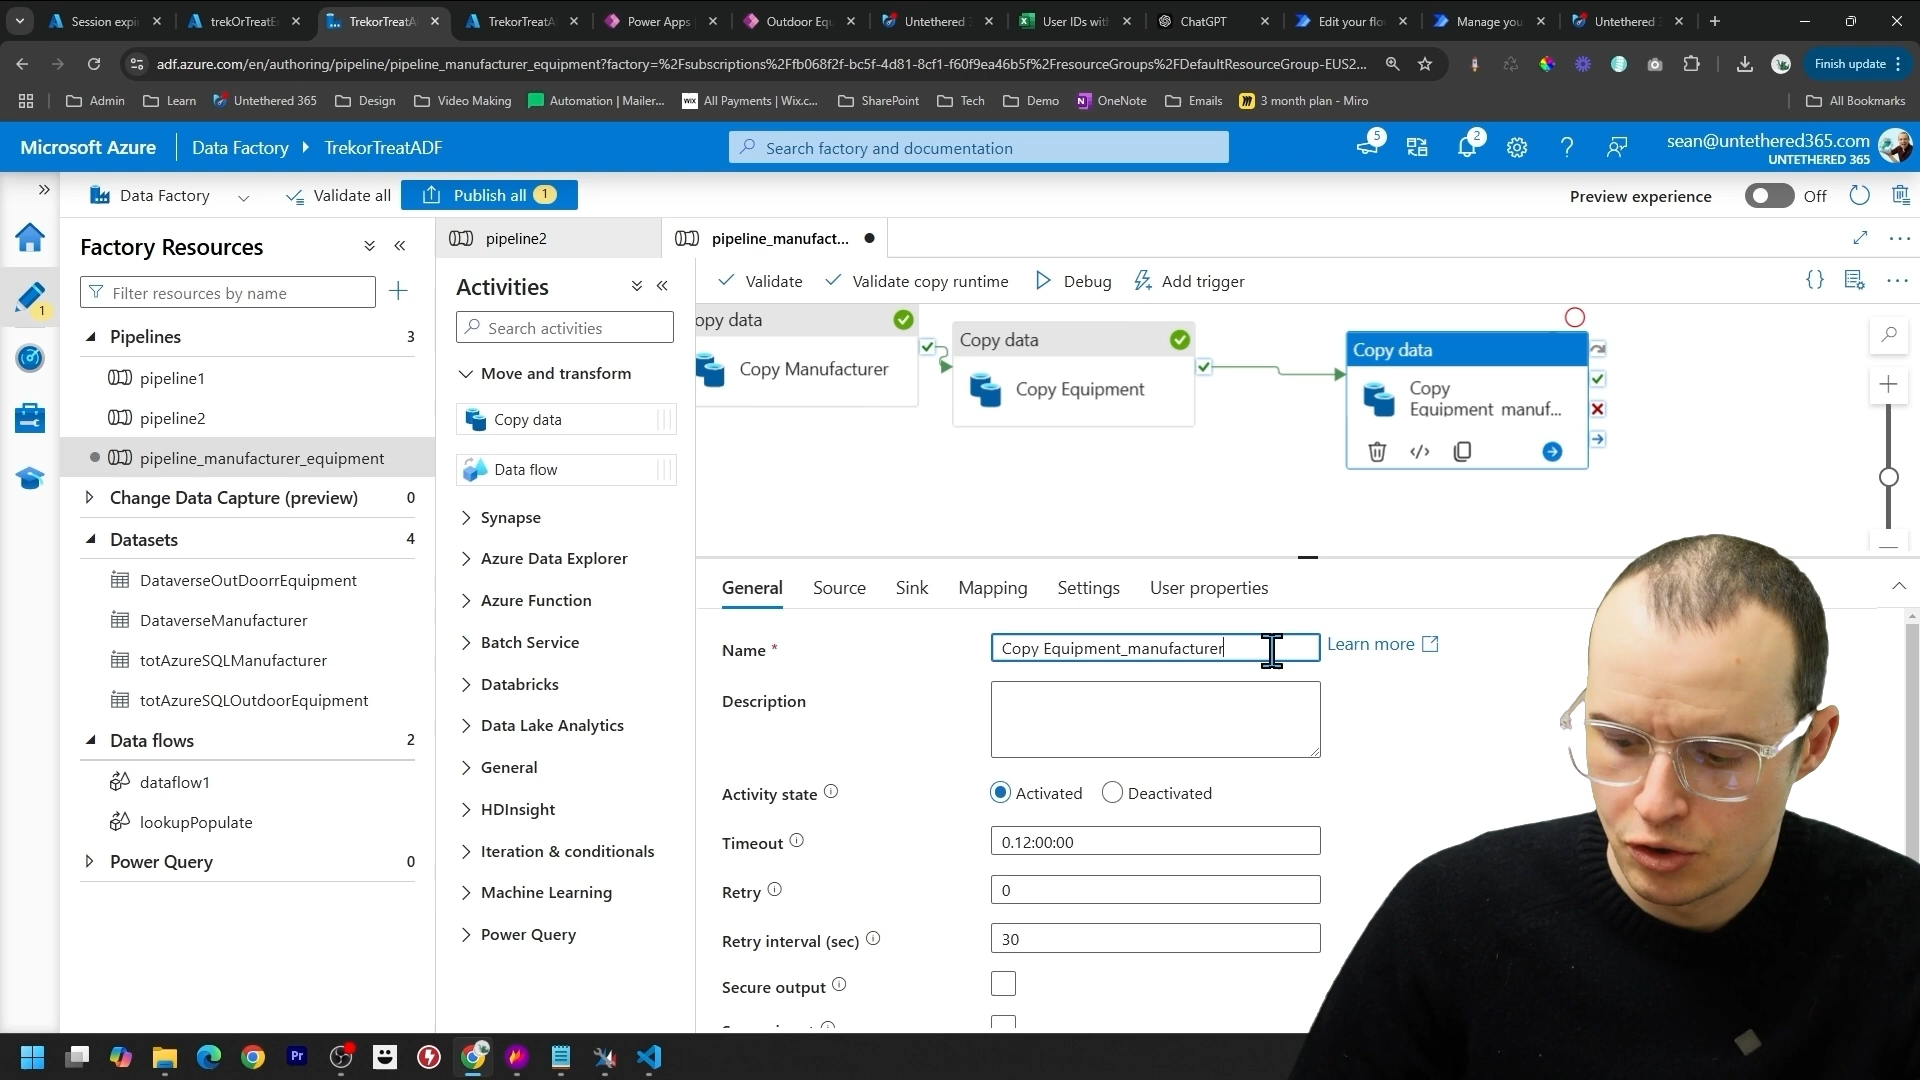 Session expir
trekOrTreatE
TrekorTreatA
TrekorTreatA
Power Apps
Outdoor Equ
Untethered 3
User IDs with
ChatGPT
Edit your flo
Manage you
Untethered 3
adf.azure.com/en/authoring/pipeline/pipeline_manufacturer_equipment?factory=%2Fsubscriptions%2Ffb068f2f-bc5f-4d81-8cf1-f60f9ea46b5f%2FresourceGroups%2FDefaultResourceGroup-EUS2...
Finish update
Admin
Learn
Untethered 365
Design
Video Making
Automation | Mailer...
All Payments | Wix.c...
SharePoint
Tech
Demo
OneNote
Emails
3 month plan - Miro
All Bookmarks
Microsoft Azure
Data Factory
TrekorTreatADF
Search factory and documentation
5
2
sean@untethered365.com
UNTETHERED 365
Data Factory
Validate all
Publish all 1
Preview experience
Off
Factory Resources
Filter resources by name
Pipelines 3
pipeline1
pipeline2
pipeline_manufacturer_equipment
Change Data Capture (preview) 0
Datasets 4
DataverseOutDoorrEquipment
DataverseManufacturer
totAzureSQLManufacturer
totAzureSQLOutdoorEquipment
Data flows 2
dataflow1
lookupPopulate
Power Query 0
1
pipeline2
pipeline_manufact...
Activities
Search activities
Move and transform
Copy data
Data flow
Synapse
Azure Data Explorer
Azure Function
Batch Service
Databricks
Data Lake Analytics
General
HDInsight
Iteration & conditionals
Machine Learning
Power Query
Validate
Validate copy runtime
Debug
Add trigger
opy data
Copy Manufacturer
Copy data
Copy Equipment
Copy data
Copy
Equipment_manuf...
General
Source
Sink
Mapping
Settings
User properties
Name *
Copy Equipment_manufacturer
Learn more
Description
Activity state
Activated
Deactivated
Timeout
0.12:00:00
Retry
0
Retry interval (sec)
30
Secure output